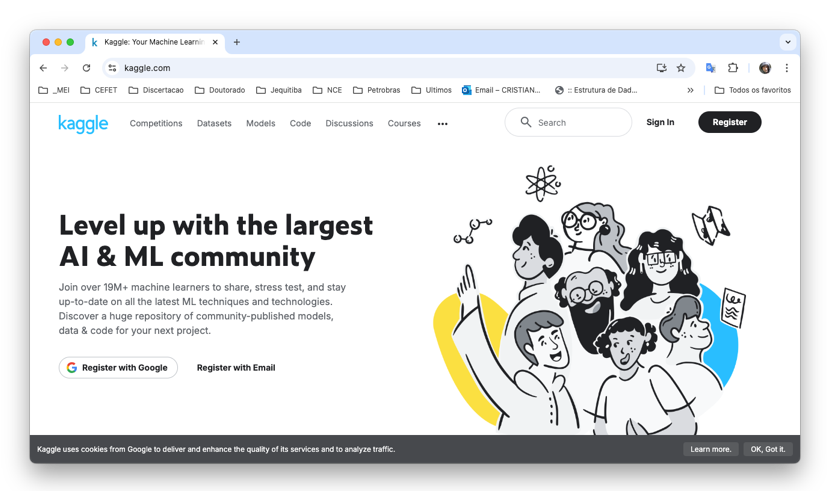 Kaggle: Your Machine Learnin
kaggle.com
_MEI CEFET Discertacao Doutorado Jequitiba NCE Petrobras Ultimos Email – CRISTIAN... :: Estrutura de Dad... » Todos os favoritos
kaggle Competitions Datasets Models Code Discussions Courses ••• Search Sign In Register
Level up with the largest
AI & ML community
Join over 19M+ machine learners to share, stress test, and stay
up-to-date on all the latest ML techniques and technologies.
Discover a huge repository of community-published models,
data & code for your next project.
Register with Google Register with Email
Kaggle uses cookies from Google to deliver and enhance the quality of its services and to analyze traffic. Learn more. OK, Got it.